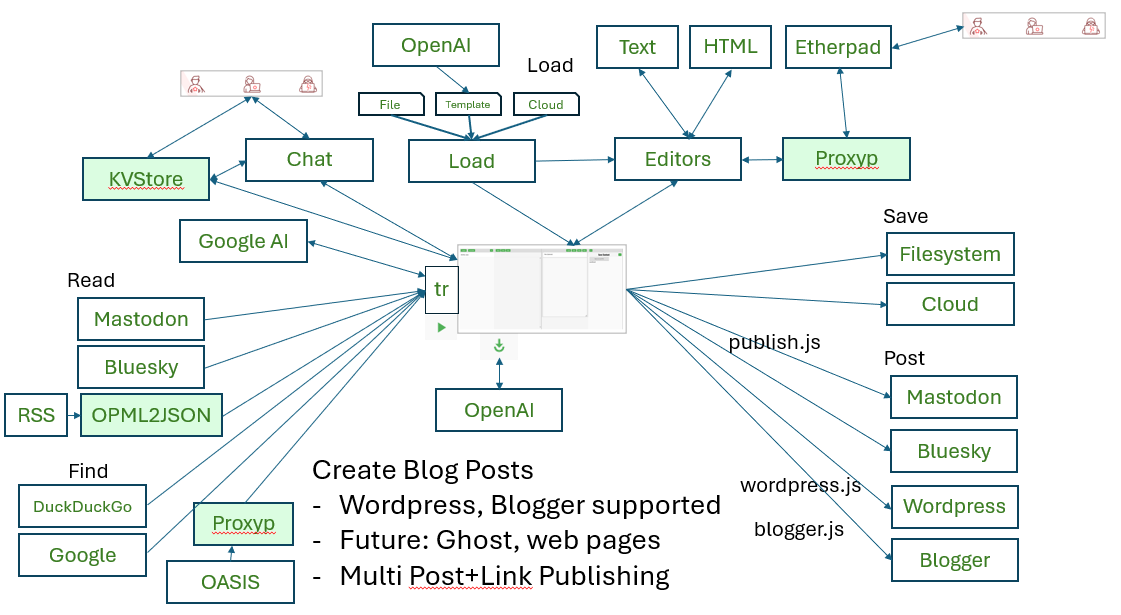 OpenAI
Load
File
Template
Cloud
Load
Text
HTML
Etherpad
Editors
Proxyp
KVStore
Chat
Google AI
tr
OpenAI
Read
Mastodon
Bluesky
RSS
OPML2JSON
Find
DuckDuckGo
Google
Proxyp
OASIS
Save
Filesystem
Cloud
publish.js
Post
Mastodon
Bluesky
wordpress.js
Wordpress
blogger.js
Blogger
Create Blog Posts
- Wordpress, Blogger supported
- Future: Ghost, web pages
- Multi Post+Link Publishing